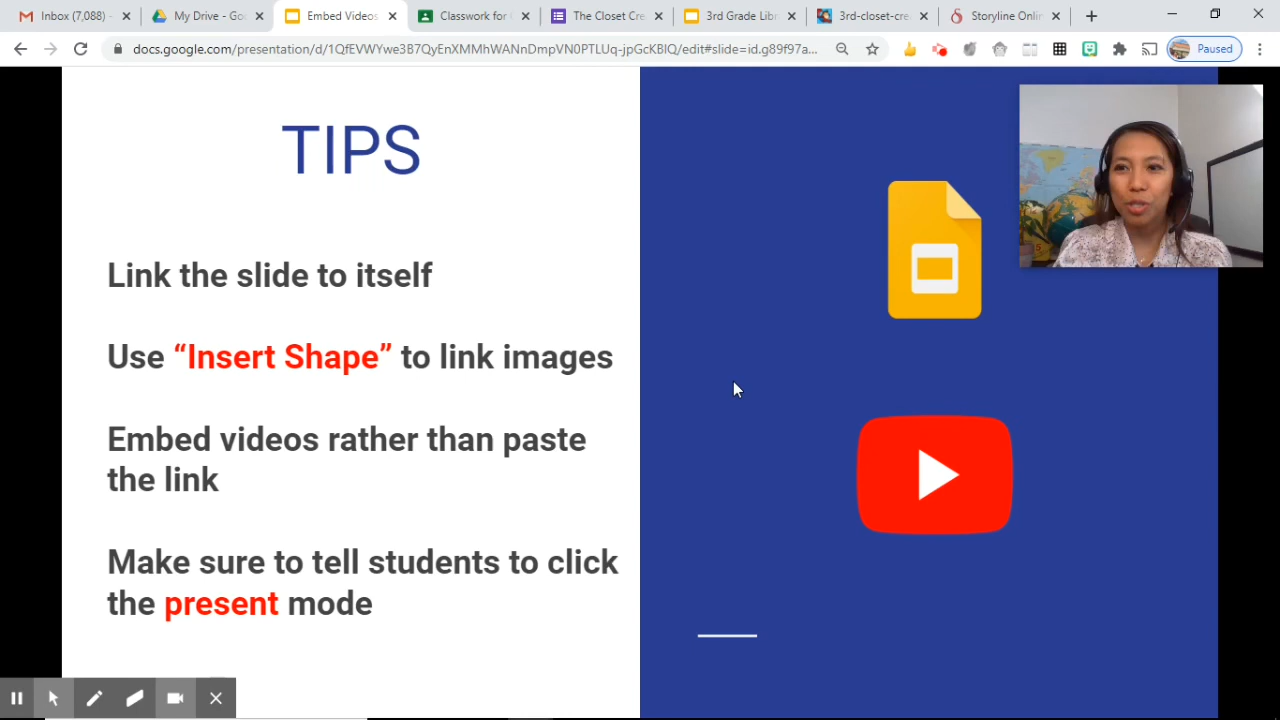 Inbox (7,088) -
My Drive - Goo
Embed Videos
Classwork for
The Closet Cre
3rd Grade Libr
3rd-closet-cre
Storyline Onli
docs.google.com/presentation/d/1QfEVWYwe3B7QyEnXMMhWANnDmpVN0PTLUq-jpGcKBIQ/edit#slide=id.g89f97a...
Paused
TIPS
Link the slide to itself
Use “Insert Shape” to link images
Embed videos rather than paste
the link
Make sure to tell students to click
the present mode